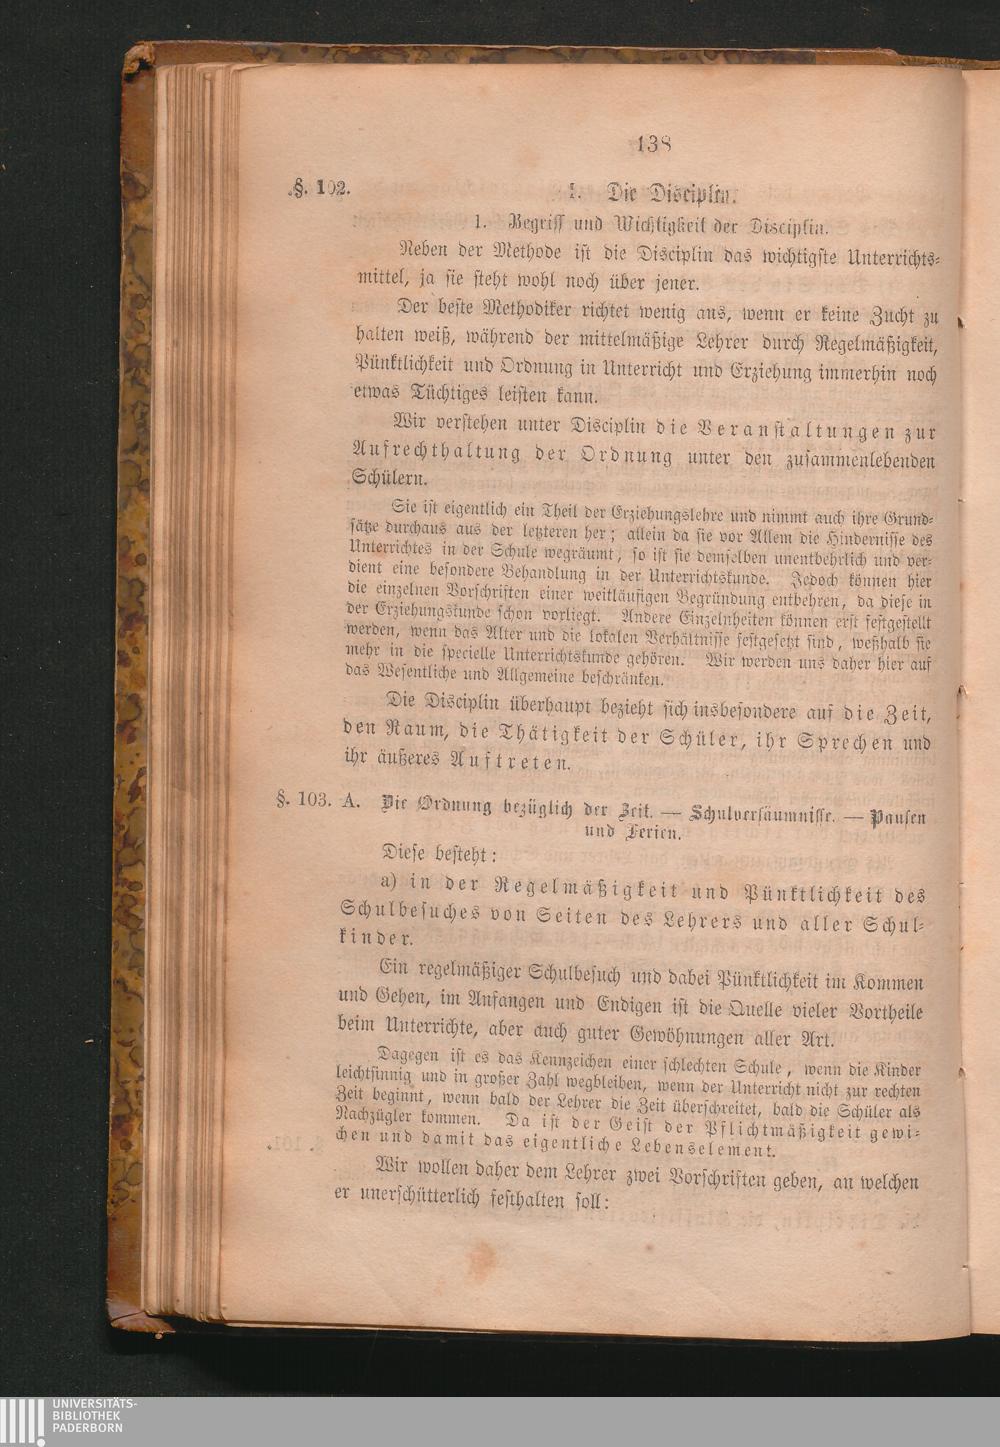 138
§. 102.
I. Die Disciplin.
1. Begriff und Wichtigkeit der Disciplin.
Neben der Methode ist die Disciplin das wichtigste Unterrichts-
mittel, ja sie steht wohl noch über jener.
Der beste Methodiker richtet wenig aus, wenn er keine Zucht zu
halten weiß, während der mittelmäßige Lehrer durch Regelmäßigkeit,
Pünktlichkeit und Ordnung in Unterricht und Erziehung immerhin noch
etwas Tüchtiges leisten kann.
Wir verstehen unter Disciplin die Veranstaltungen zur
Aufrechthaltung der Ordnung unter den zusammenlebenden
Schülern.
Sie ist eigentlich ein Theil der Erziehungslehre und nimmt auch ihre Grund-
sätze durchaus aus der letzteren her; allein da sie vor Allem die Hindernisse des
Unterrichtes in der Schule wegräumt, so ist sie demselben unentbehrlich und ver-
dient eine besondere Behandlung in der Unterrichtskunde. Jedoch können hier
die einzelnen Vorschriften einer weitläufigen Begründung entbehren, da diese in
der Erziehungskunde schon vorliegt. Andere Einzelnheiten können erst festgestellt
werden, wenn das Alter und die lokalen Verhältnisse festgesetzt sind, weßhalb sie
mehr in die specielle Unterrichtskunde gehören. Wir werden uns daher hier auf
das Wesentliche und Allgemeine beschränken.
Die Disciplin überhaupt bezieht sich insbesondere auf die Zeit,
den Raum, die Thätigkeit der Schüler, ihr Sprechen und
ihr äußeres Auftreten.
§. 103. A. Die Ordnung bezüglich der Zeit. — Schulversäumnisse. — Pausen
und Ferien.
Diese besteht:
a) in der Regelmäßigkeit und Pünktlichkeit des
Schulbesuches von Seiten des Lehrers und aller Schul-
kinder.
Ein regelmäßiger Schulbesuch und dabei Pünktlichkeit im Kommen
und Gehen, im Anfangen und Endigen ist die Quelle vieler Vortheile
beim Unterrichte, aber auch guter Gewöhnungen aller Art.
Dagegen ist es das Kennzeichen einer schlechten Schule, wenn die Kinder
leichtsinnig und in großer Zahl wegbleiben, wenn der Unterricht nicht zur rechten
Zeit beginnt, wenn bald der Lehrer die Zeit überschreitet, bald die Schüler als
Nachzügler kommen. Da ist der Geist der Pflichtmäßigkeit gewi-
chen und damit das eigentliche Lebenselement.
Wir wollen daher dem Lehrer zwei Vorschriften geben, an welchen
er unerschütterlich festhalten soll:
UNIVERSITÄTS-
BIBLIOTHEK
PADERBORN